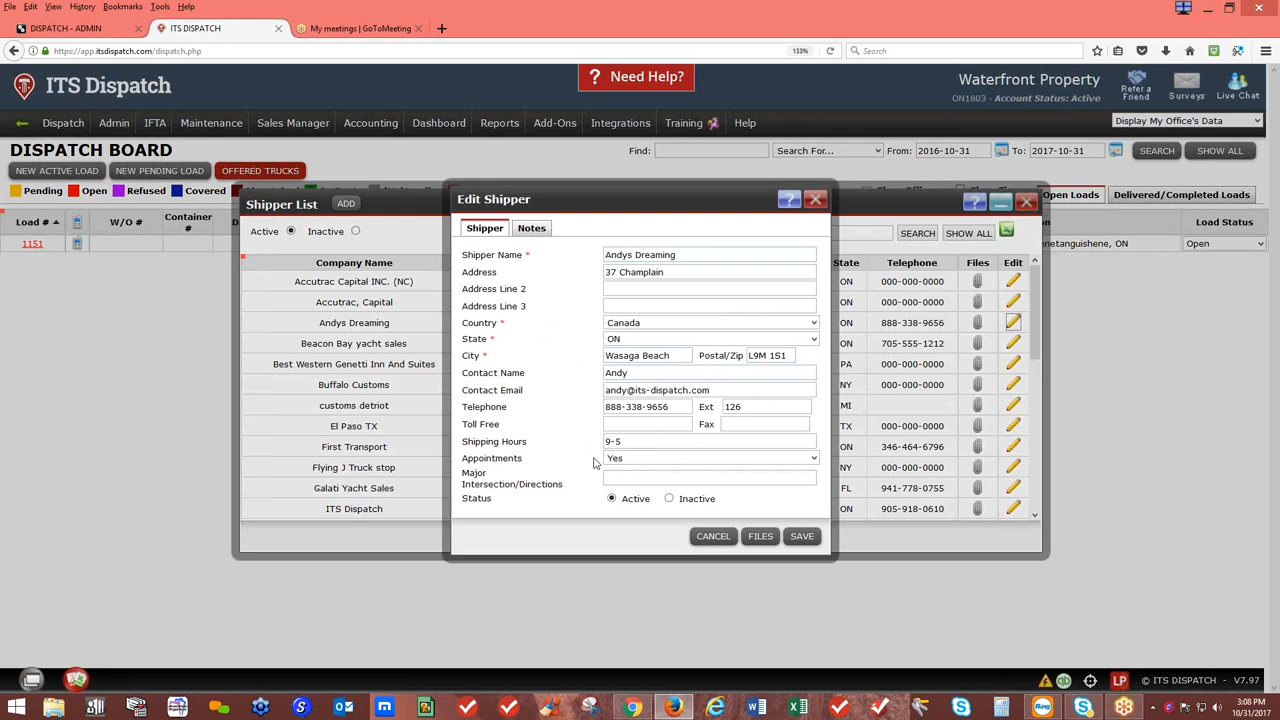 File Edit View History Bookmarks Tools Help
DISPATCH - ADMIN ITS DISPATCH My meetings | GoToMeeting
https://app.itsdispatch.com/dispatch.php 133% Search
ITS Dispatch ? Need Help? Waterfront Property Refer a Friend Surveys Live Chat
ON1803 - Account Status: Active
Dispatch Admin IFTA Maintenance Sales Manager Accounting Dashboard Reports Add-Ons Integrations Training Help Display My Office's Data
DISPATCH BOARD Find: Search For... From: 2016-10-31 To: 2017-10-31 SEARCH SHOW ALL
NEW ACTIVE LOAD NEW PENDING LOAD OFFERED TRUCKS
Pending Open Refused Covered Open Loads Delivered/Completed Loads
Load # W/O # Container # Load Status
1151 enetanguishene, ON Open
Shipper List ADD
Active Inactive SEARCH SHOW ALL
Company Name State Telephone Files Edit
Accutrac Capital INC. (NC) ON 000-000-0000
Accutrac, Capital ON 000-000-0000
Andys Dreaming ON 888-338-9656
Beacon Bay yacht sales ON 705-555-1212
Best Western Genetti Inn And Suites PA 000-000-0000
Buffalo Customs NY 000-000-0000
customs detriot MI
El Paso TX TX 000-000-0000
First Transport ON 346-464-6796
Flying J Truck stop NY 000-000-0000
Galati Yacht Sales FL 941-778-0755
ITS Dispatch ON 905-918-0610
Edit Shipper ?
Shipper Notes
Shipper Name * Andys Dreaming
Address 37 Champlain
Address Line 2
Address Line 3
Country * Canada
State * ON
City * Wasaga Beach Postal/Zip L9M 1S1
Contact Name Andy
Contact Email andy@its-dispatch.com
Telephone 888-338-9656 Ext 126
Toll Free Fax
Shipping Hours 9-5
Appointments Yes
Major
Intersection/Directions
Status Active Inactive
CANCEL FILES SAVE
LP © ITS DISPATCH - V7.97
3:08 PM
10/31/2017